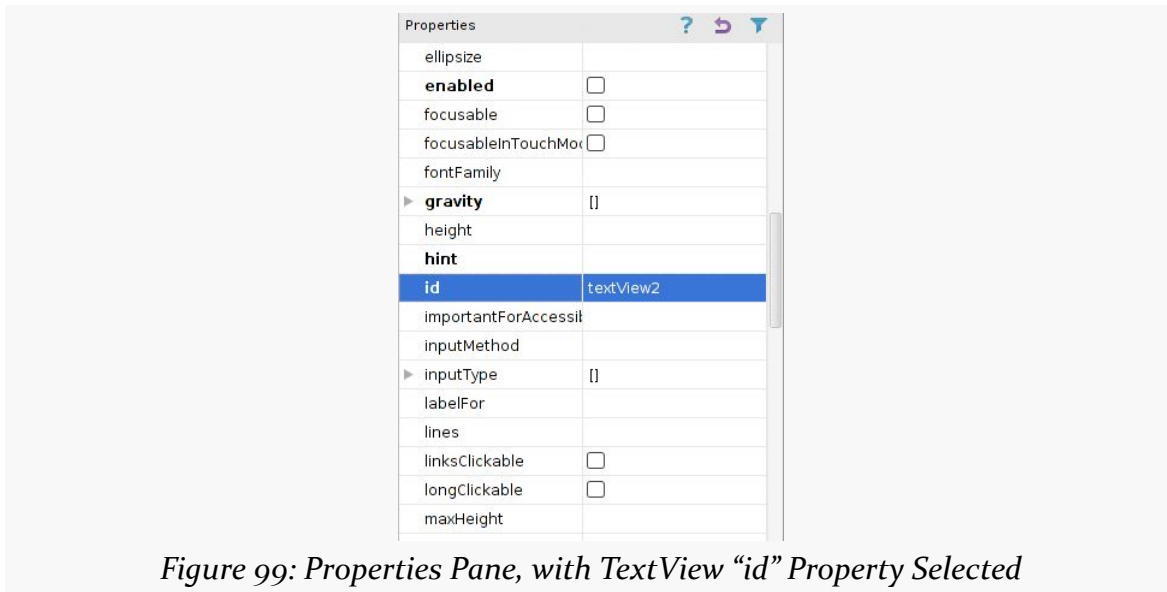 Properties
ellipsize
enabled
focusable
focusableInTouchMo
fontFamily
gravity []
height
hint
id textView2
importantForAccessib
inputMethod
inputType []
labelFor
lines
linksClickable
longClickable
maxHeight
Figure 99: Properties Pane, with TextView “id” Property Selected